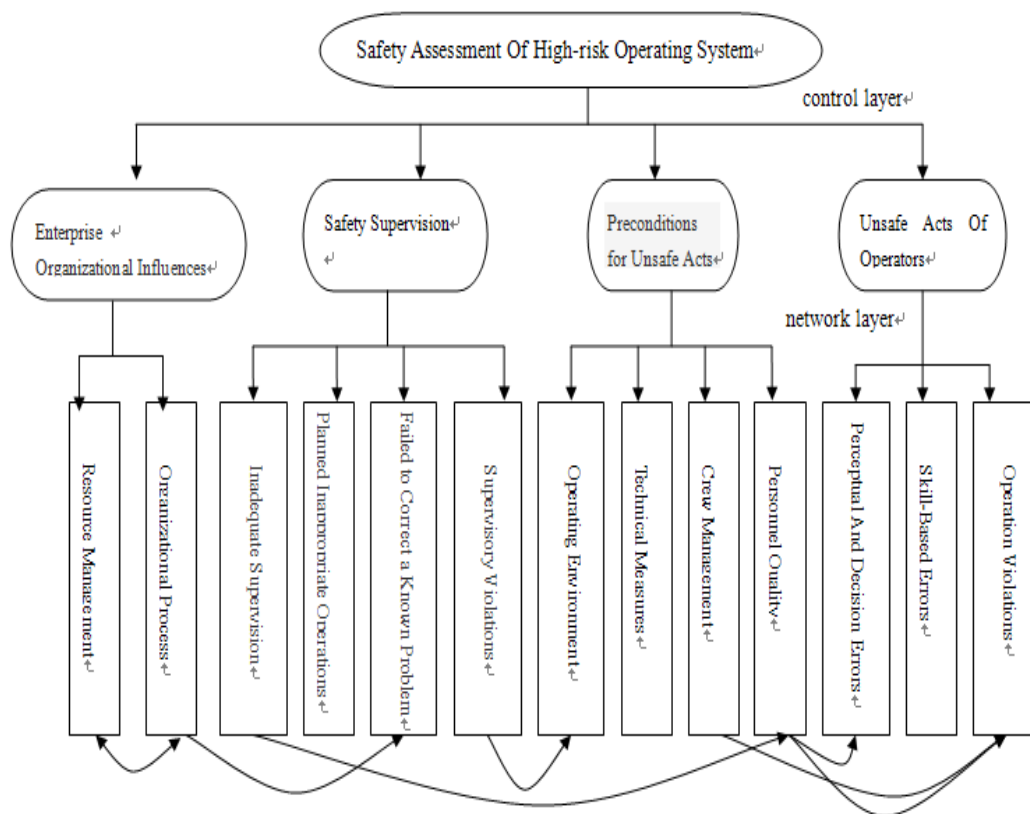 Safety Assessment Of High-risk Operating System↵
control layer↵
Enterprise ↵
Organizational Influences↵
Safety Supervision↵
↵
Preconditions
for Unsafe Acts↵
Unsafe Acts Of
Operators↵
network layer↵
Resource Management↵
Organizational Process↵
Inadequate Supervision↵
Planned Inappropriate Operations↵
Failed to Correct a Known Problem↵
Supervisory Violations↵
Operating Environment↵
Technical Measures↵
Crew Management↵
Personnel Quality↵
Perceptual And Decision Errors↵
Skill-Based Errors↵
Operation Violations↵